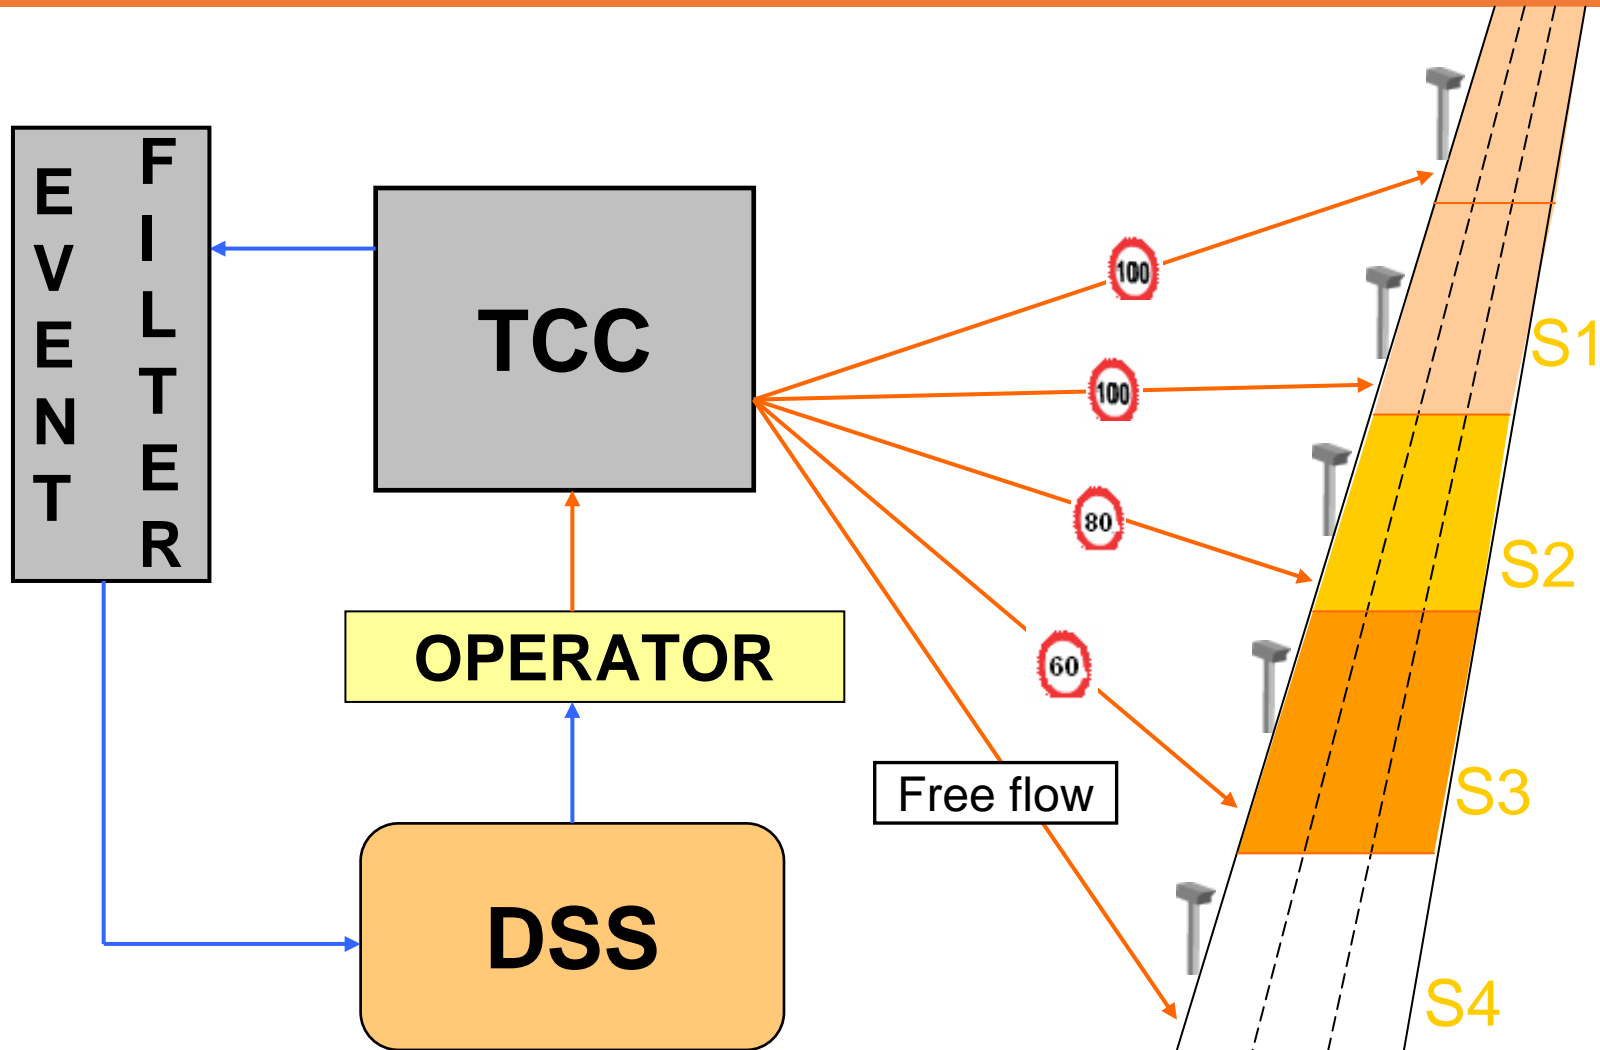 EVENT
FILTER
TCC
OPERATOR
DSS
100
100
80
60
Free flow
S1
S2
S3
S4